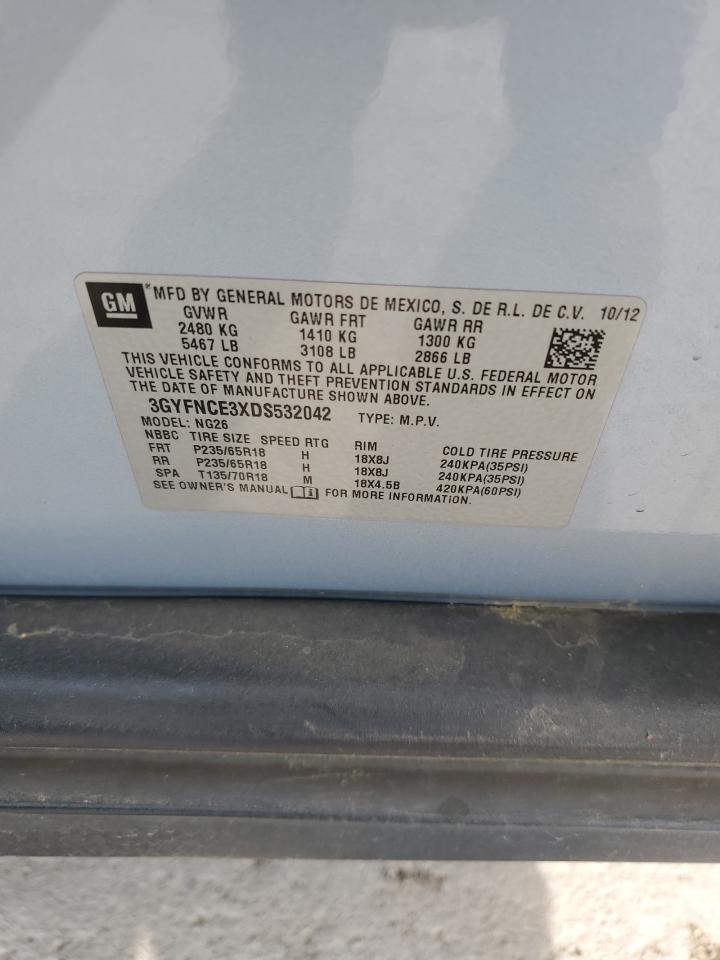 GM *MFD BY GENERAL MOTORS DE MEXICO, S. DE R.L. DE C.V. 10/12
GVWR GAWR FRT GAWR RR
2480 KG 1410 KG 1300 KG
5467 LB 3108 LB 2866 LB
THIS VEHICLE CONFORMS TO ALL APPLICABLE U.S. FEDERAL MOTOR
VEHICLE SAFETY AND THEFT PREVENTION STANDARDS IN EFFECT ON
THE DATE OF MANUFACTURE SHOWN ABOVE.
3GYFNCE3XDS532042 TYPE: M.P.V.
MODEL: NG26
NBBC TIRE SIZE SPEED RTG RIM COLD TIRE PRESSURE
FRT P235/65R18 H 18X8J 240KPA(35PSI)
RR P235/65R18 H 18X8J 240KPA(35PSI)
SPA T135/70R18 M 18X4.5B 420KPA(60PSI)
SEE OWNER'S MANUAL FOR MORE INFORMATION.